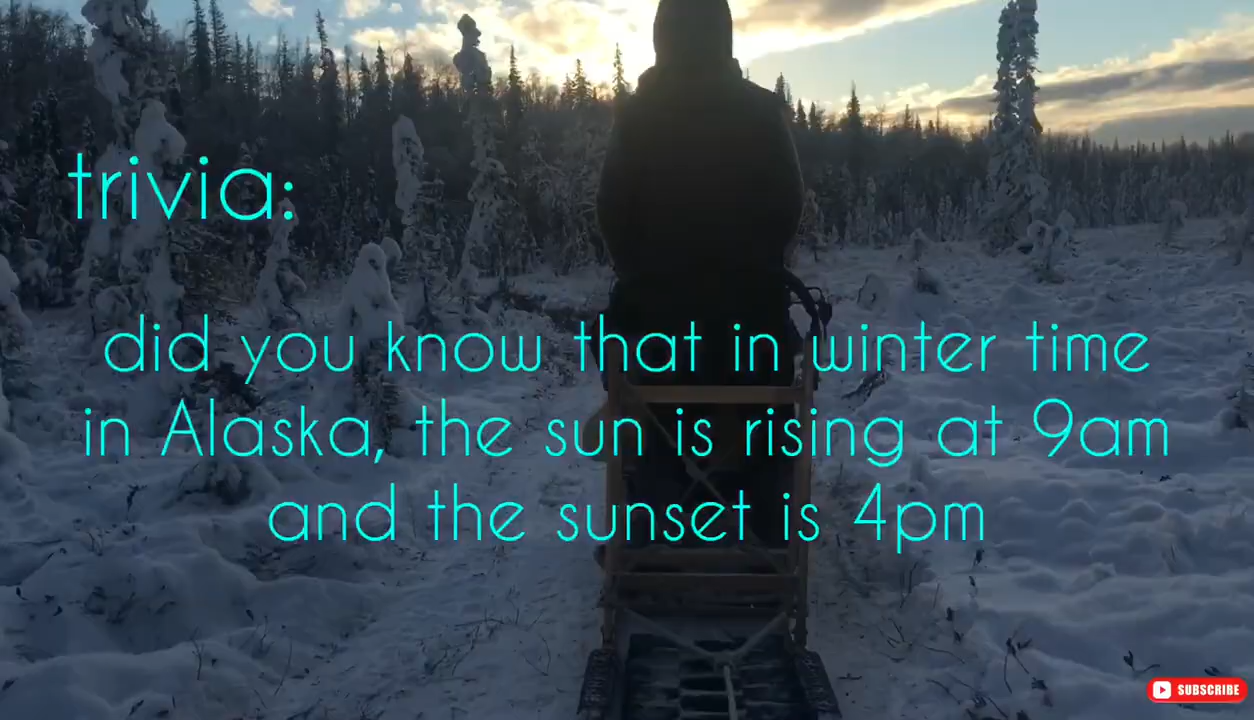 trivia:
did you know that in winter time
in Alaska, the sun is rising at 9am
and the sunset is 4pm
SUBSCRIBE